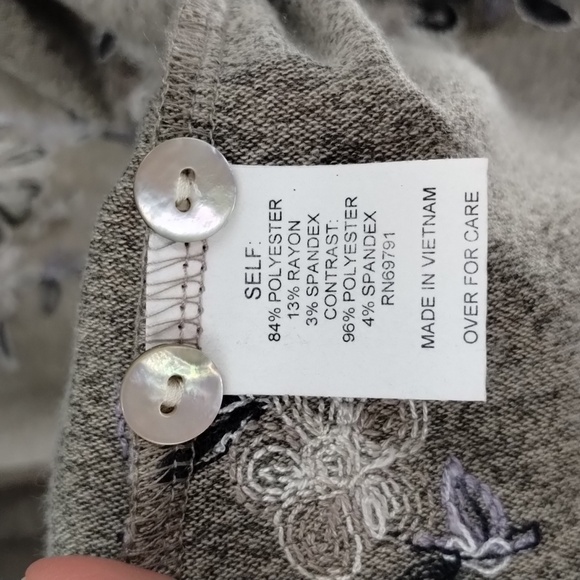 SELF:
84% POLYESTER
13% RAYON
3% SPANDEX
CONTRAST:
96% POLYESTER
4% SPANDEX
RN69791
MADE IN VIETNAM
OVER FOR CARE